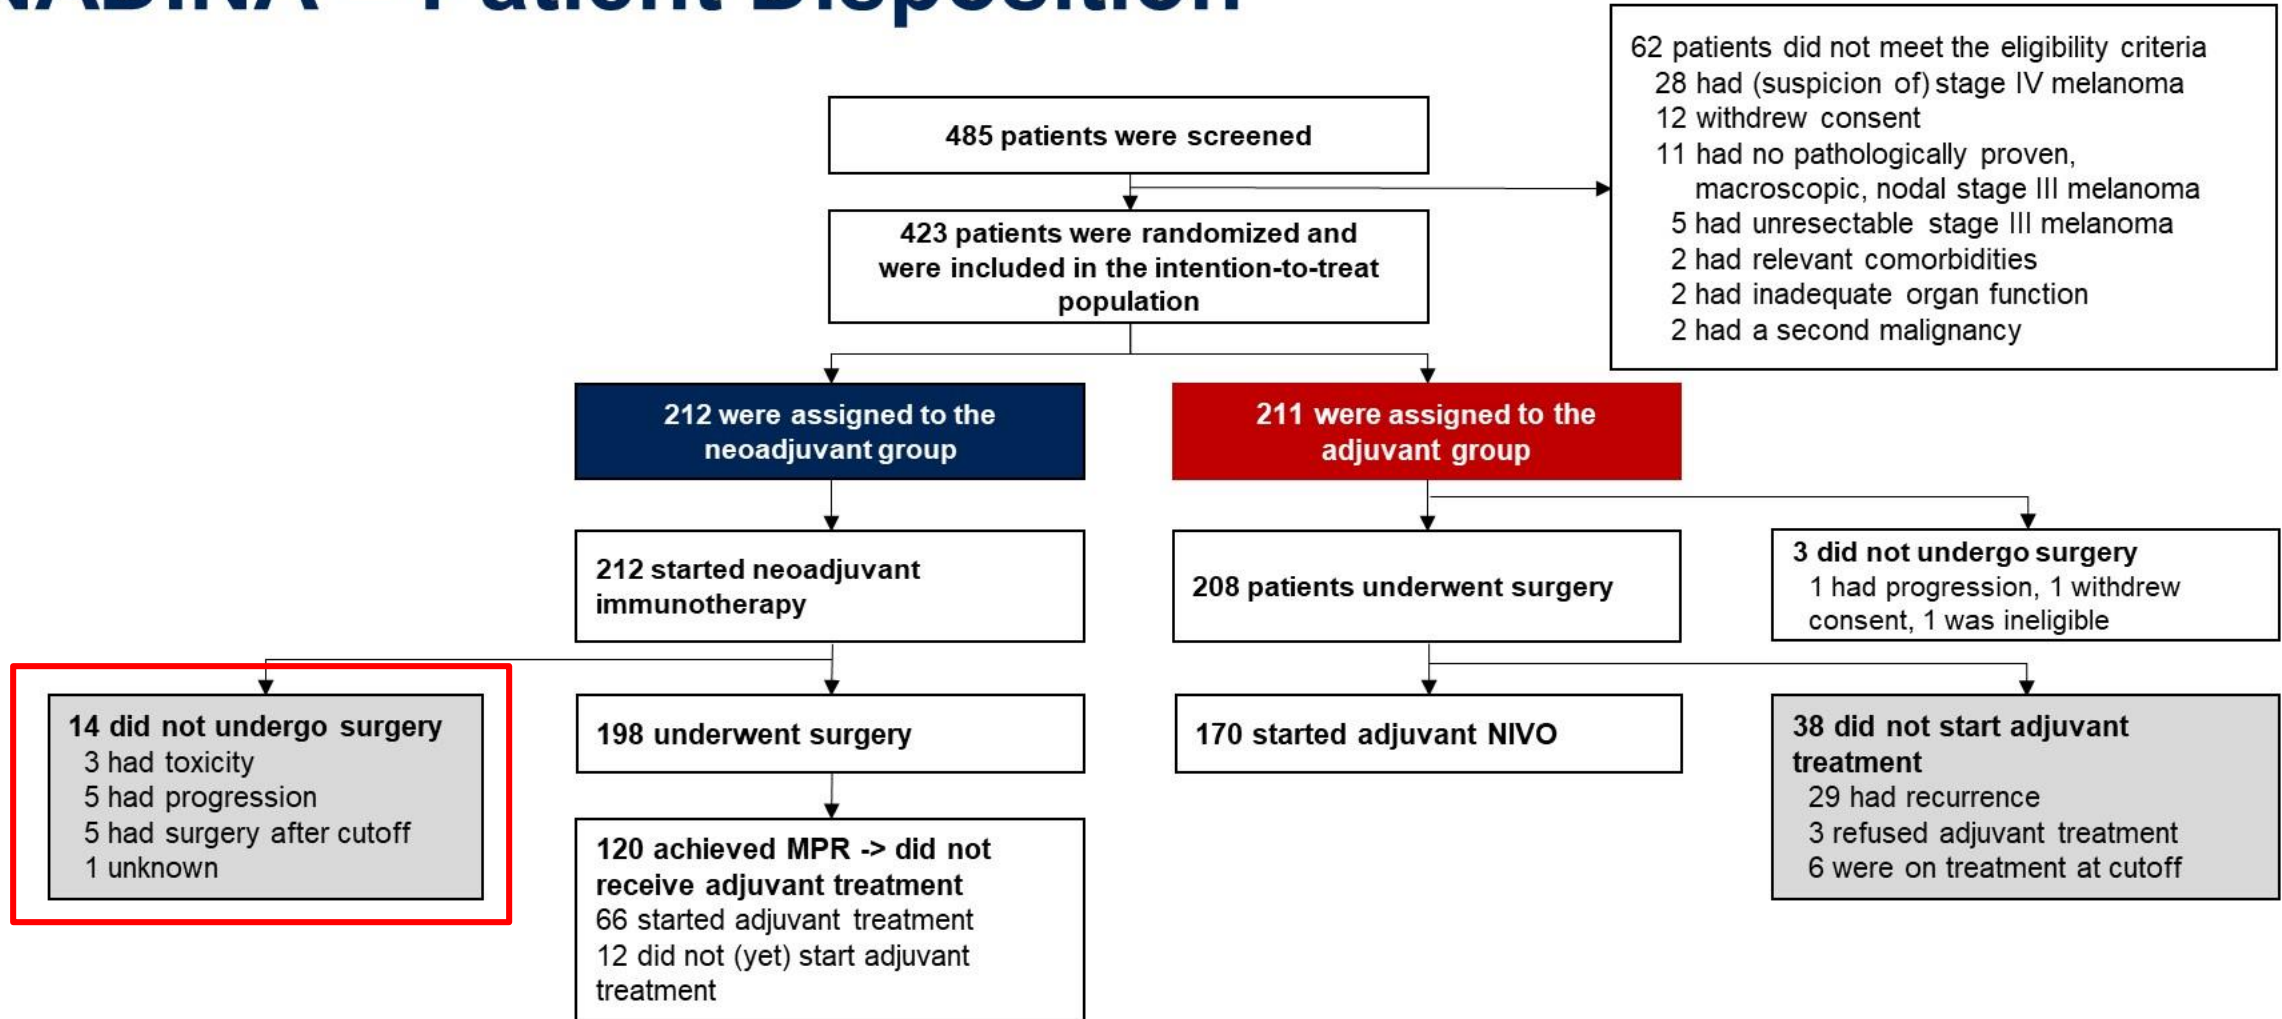 NADINA—Patient Disposition
485 patients were screened
62 patients did not meet the eligibility criteria
28 had (suspicion of) stage IV melanoma
12 withdrew consent
11 had no pathologically proven,
macroscopic, nodal stage III melanoma
5 had unresectable stage III melanoma
2 had relevant comorbidities
2 had inadequate organ function
2 had a second malignancy
423 patients were randomized and
were included in the intention-to-treat
population
212 were assigned to the
neoadjuvant group
211 were assigned to the
adjuvant group
212 started neoadjuvant
immunotherapy
208 patients underwent surgery
3 did not undergo surgery
1 had progression, 1 withdrew
consent, 1 was ineligible
14 did not undergo surgery
3 had toxicity
5 had progression
5 had surgery after cutoff
1 unknown
198 underwent surgery
170 started adjuvant NIVO
38 did not start adjuvant
treatment
29 had recurrence
3 refused adjuvant treatment
6 were on treatment at cutoff
120 achieved MPR -> did not
receive adjuvant treatment
66 started adjuvant treatment
12 did not (yet) start adjuvant
treatment